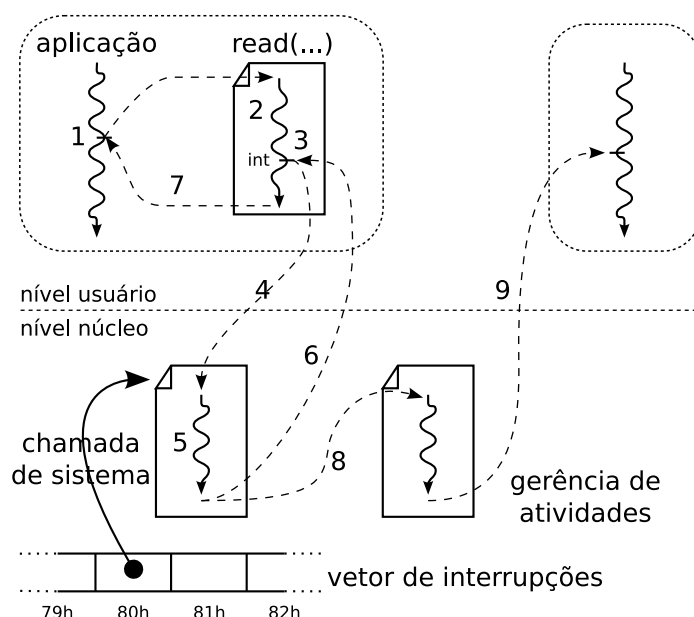 aplicação
read(...)
1
2
3
int
7
4
9
nível usuário
nível núcleo
6
chamada
de sistema
5
8
gerência de
atividades
vetor de interrupções
79h
80h
81h
82h